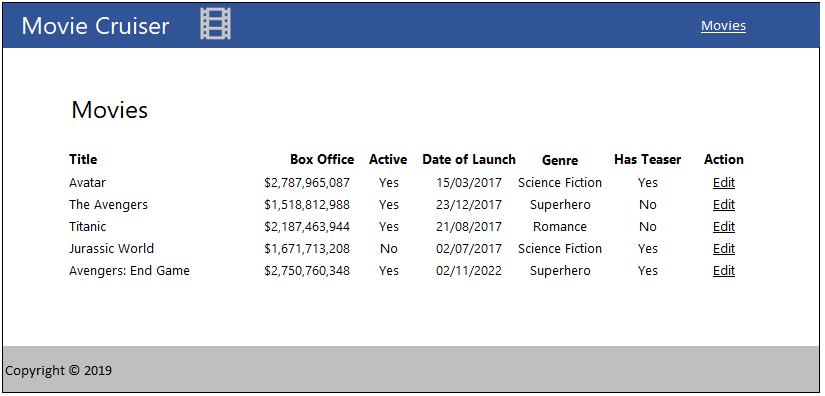 Movie Cruiser Movies
Movies
Title Box Office Active Date of Launch Genre Has Teaser Action
Avatar $2,787,965,087 Yes 15/03/2017 Science Fiction Yes Edit
The Avengers $1,518,812,988 Yes 23/12/2017 Superhero No Edit
Titanic $2,187,463,944 Yes 21/08/2017 Romance No Edit
Jurassic World $1,671,713,208 No 02/07/2017 Science Fiction Yes Edit
Avengers: End Game $2,750,760,348 Yes 02/11/2022 Superhero Yes Edit
Copyright © 2019